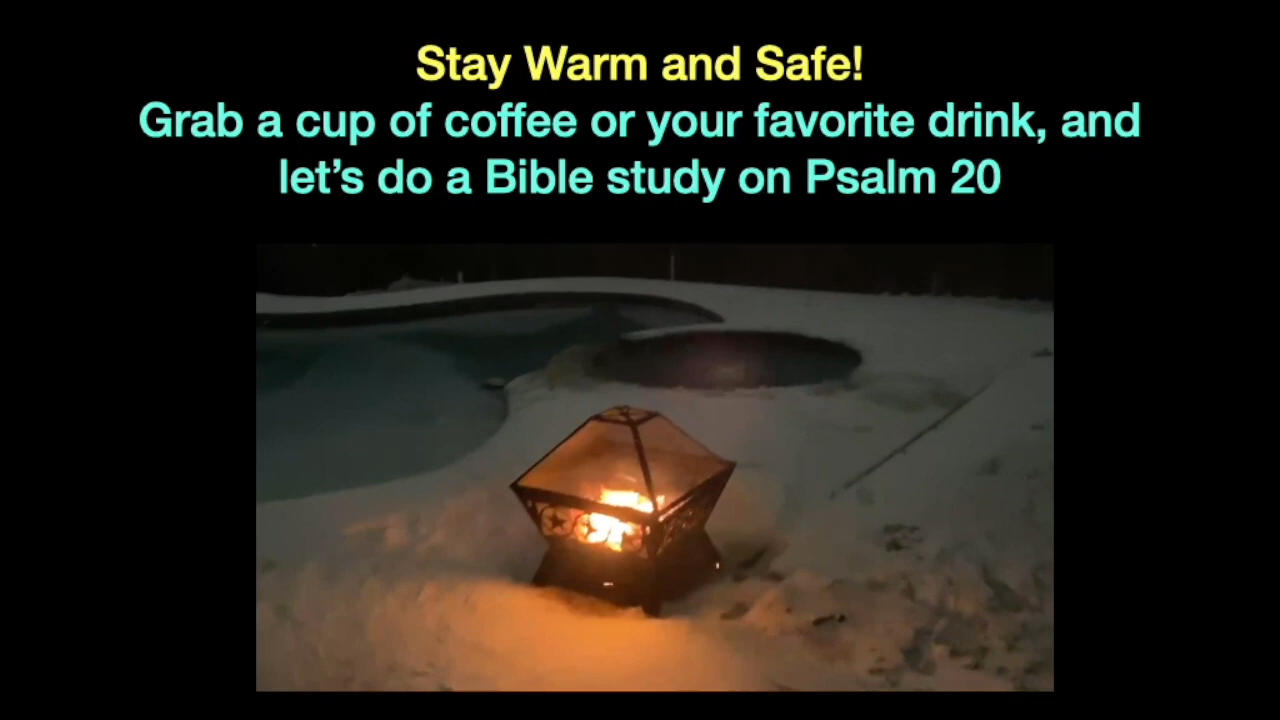 Stay Warm and Safe!
Grab a cup of coffee or your favorite drink, and
let’s do a Bible study on Psalm 20